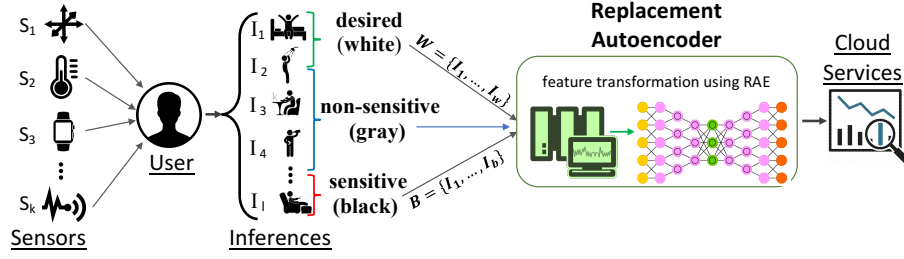 Replacement
Autoencoder
Cloud
Services
S1
S2
S3
Sk
Sensors
User
I1
I2
I3
I4
Il
Inferences
desired
(white)
non-sensitive
(gray)
sensitive
(black)
W = {I1, ... , Iw}
B = {I1, ... , Ib}
feature transformation using RAE